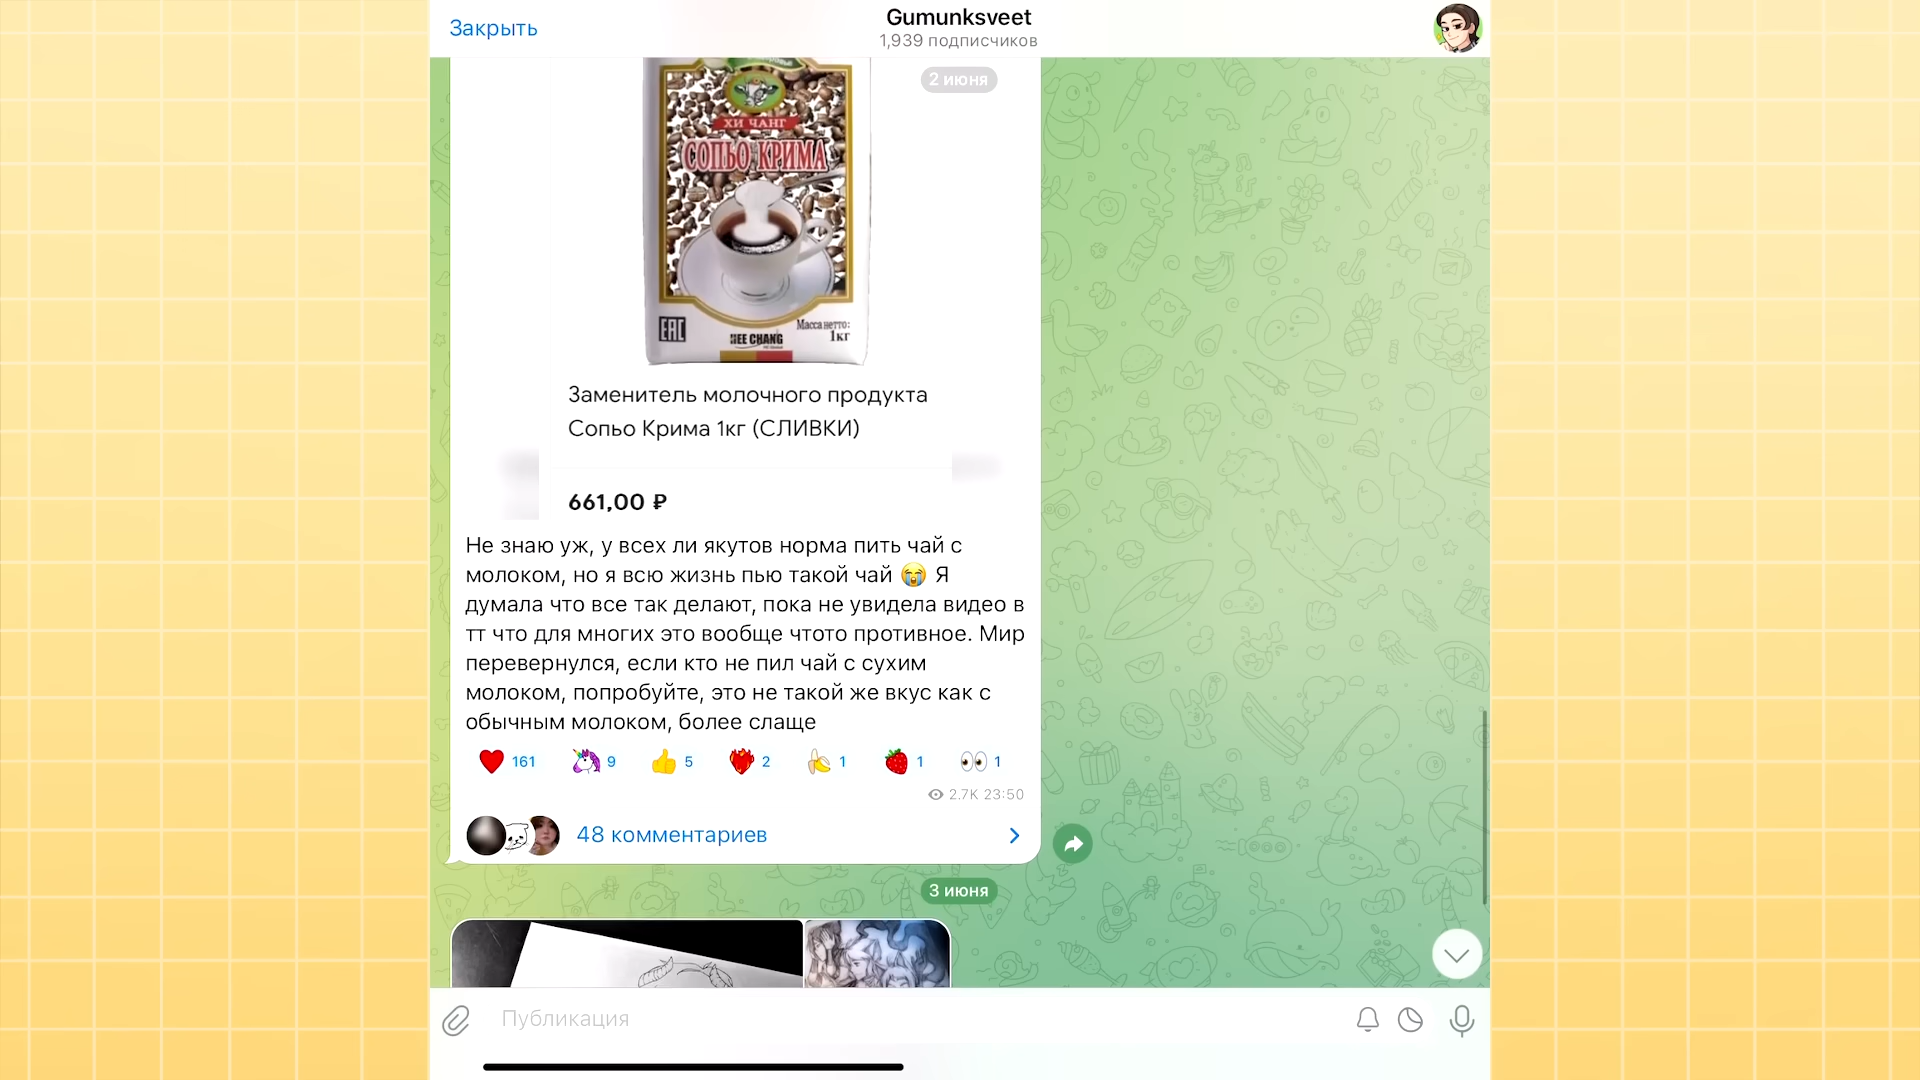 Закрыть
Gumunksveet
1,939 подписчиков
2 июня
ХИ ЧАНГ
СОПЬО КРИМА
EAC
HEE CHANG
Масса нетто:
1кг
Заменитель молочного продукта
Сопьо Крима 1кг (СЛИВКИ)
661,00 ₽
Не знаю уж, у всех ли якутов норма пить чай с
молоком, но я всю жизнь пью такой чай 😭 Я
думала что все так делают, пока не увидела видео в
тт что для многих это вообще чтото противное. Мир
перевернулся, если кто не пил чай с сухим
молоком, попробуйте, это не такой же вкус как с
обычным молоком, более слаще
161 9 5 2 1 1 1
2.7K 23:50
48 комментариев
3 июня
Публикация